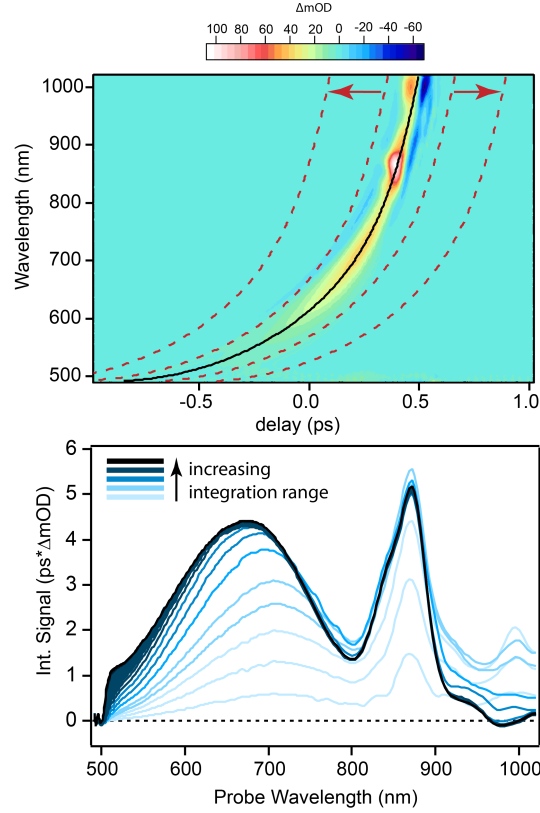 ΔmOD
100 80 60 40 20 0 -20 -40 -60
Wavelength (nm)
1000
900
800
700
600
500
-0.5 0.0 0.5 1.0
delay (ps)
Int. Signal (ps*ΔmOD)
6
5
4
3
2
1
0
increasing
integration range
500 600 700 800 900 1000
Probe Wavelength (nm)